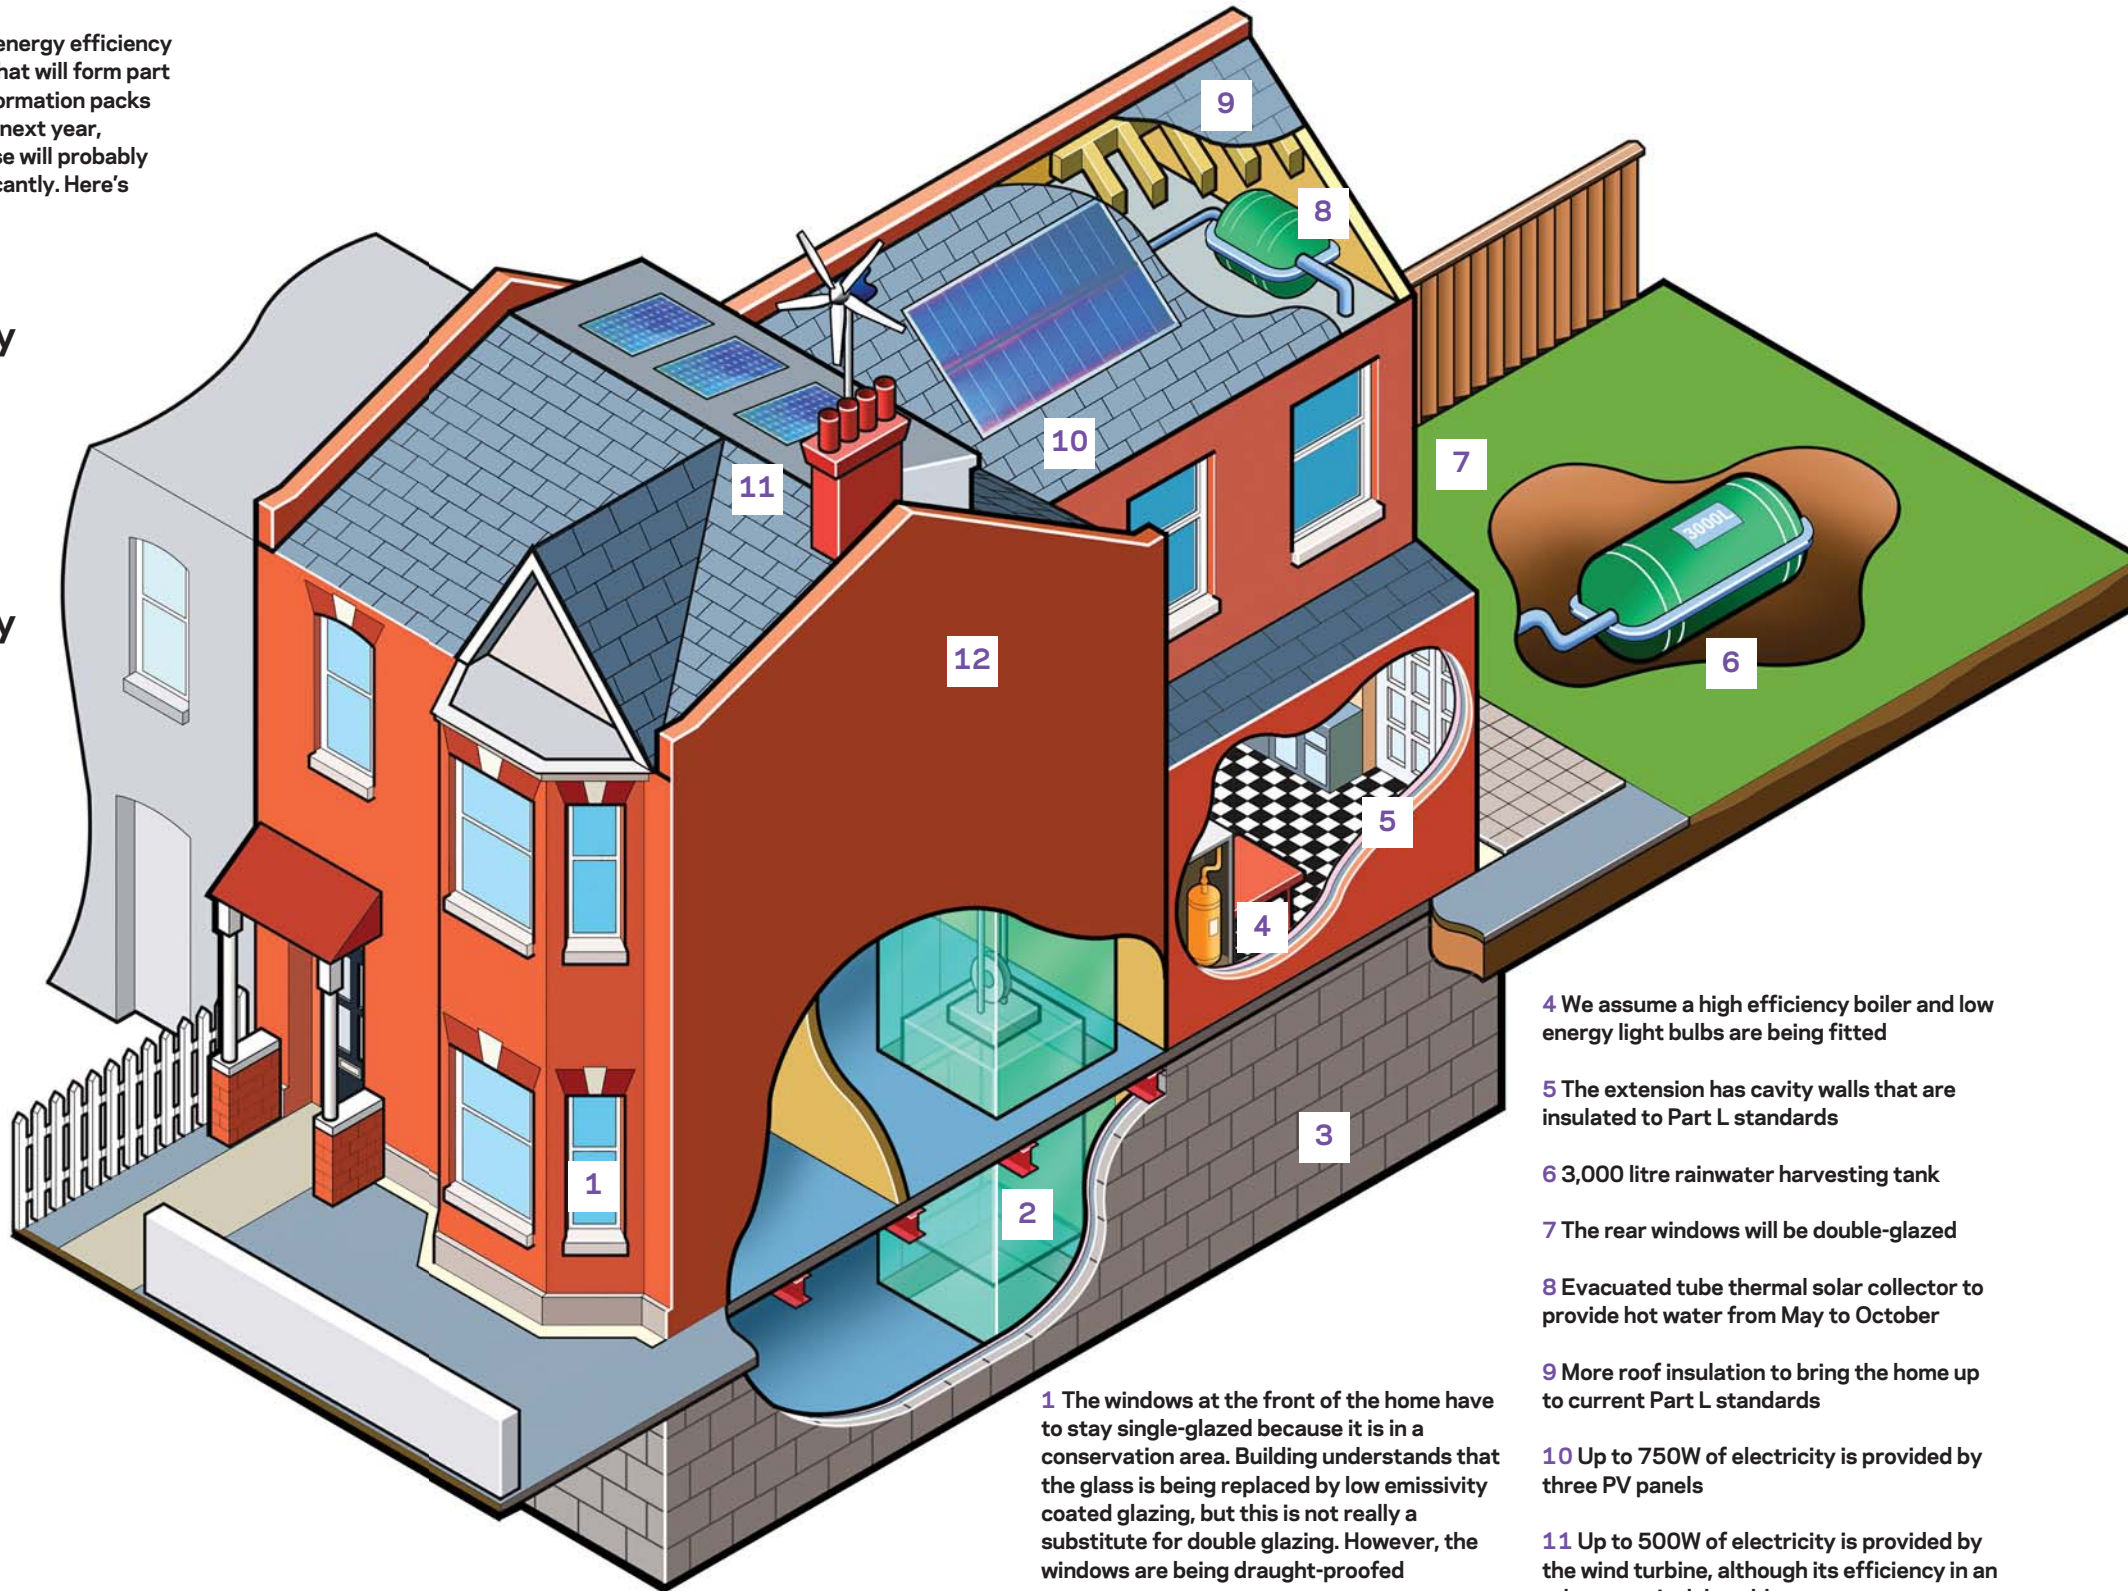 energy efficiency
hat will form part
ormation packs
next year,
se will probably
cantly. Here's
y
y
9
8
10
7
11
3000L
12
6
5
4
3
1
2
1 The windows at the front of the home have
to stay single-glazed because it is in a
conservation area. Building understands that
the glass is being replaced by low emissivity
coated glazing, but this is not really a
substitute for double glazing. However, the
windows are being draught-proofed
4 We assume a high efficiency boiler and low
energy light bulbs are being fitted
5 The extension has cavity walls that are
insulated to Part L standards
6 3,000 litre rainwater harvesting tank
7 The rear windows will be double-glazed
8 Evacuated tube thermal solar collector to
provide hot water from May to October
9 More roof insulation to bring the home up
to current Part L standards
10 Up to 750W of electricity is provided by
three PV panels
11 Up to 500W of electricity is provided by
the wind turbine, although its efficiency in an